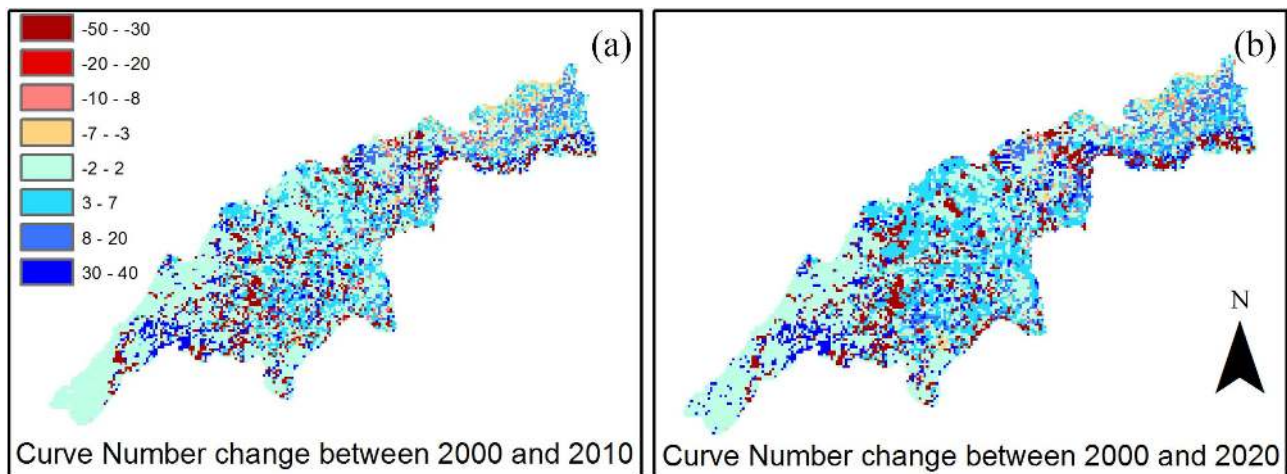 -50 - -30
-20 - -20
-10 - -8
-7 - -3
-2 - 2
3 - 7
8 - 20
30 - 40
(a)
Curve Number change between 2000 and 2010
(b)
N
Curve Number change between 2000 and 2020